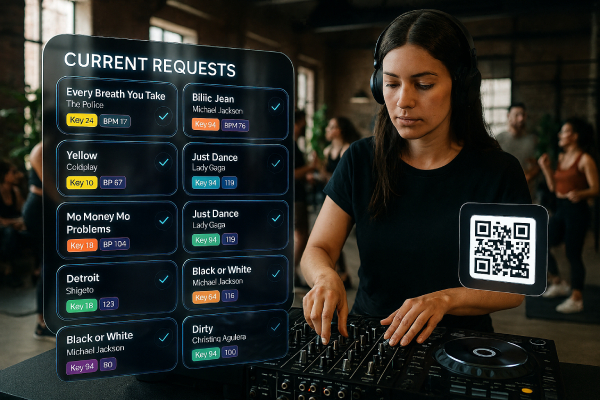 CURRENT REQUESTS
Every Breath You Take
The Police
Key 24 BPM 17
Yellow
Coldplay
Key 10 BP 67
Mo Money Mo
Problems
Key 18 BP 104
Detroit
Shigeto
Key 18 123
Black or White
Michael Jackson
Key 94 80
Biliic Jean
Michael Jackson
Key 94 BPM 76
Just Dance
Lady Gaga
Key 94 119
Just Dance
Lady Gaga
Key 94 119
Black or White
Michael Jackson
Key 64 116
Dirty
Christing Agulera
Key 94 100